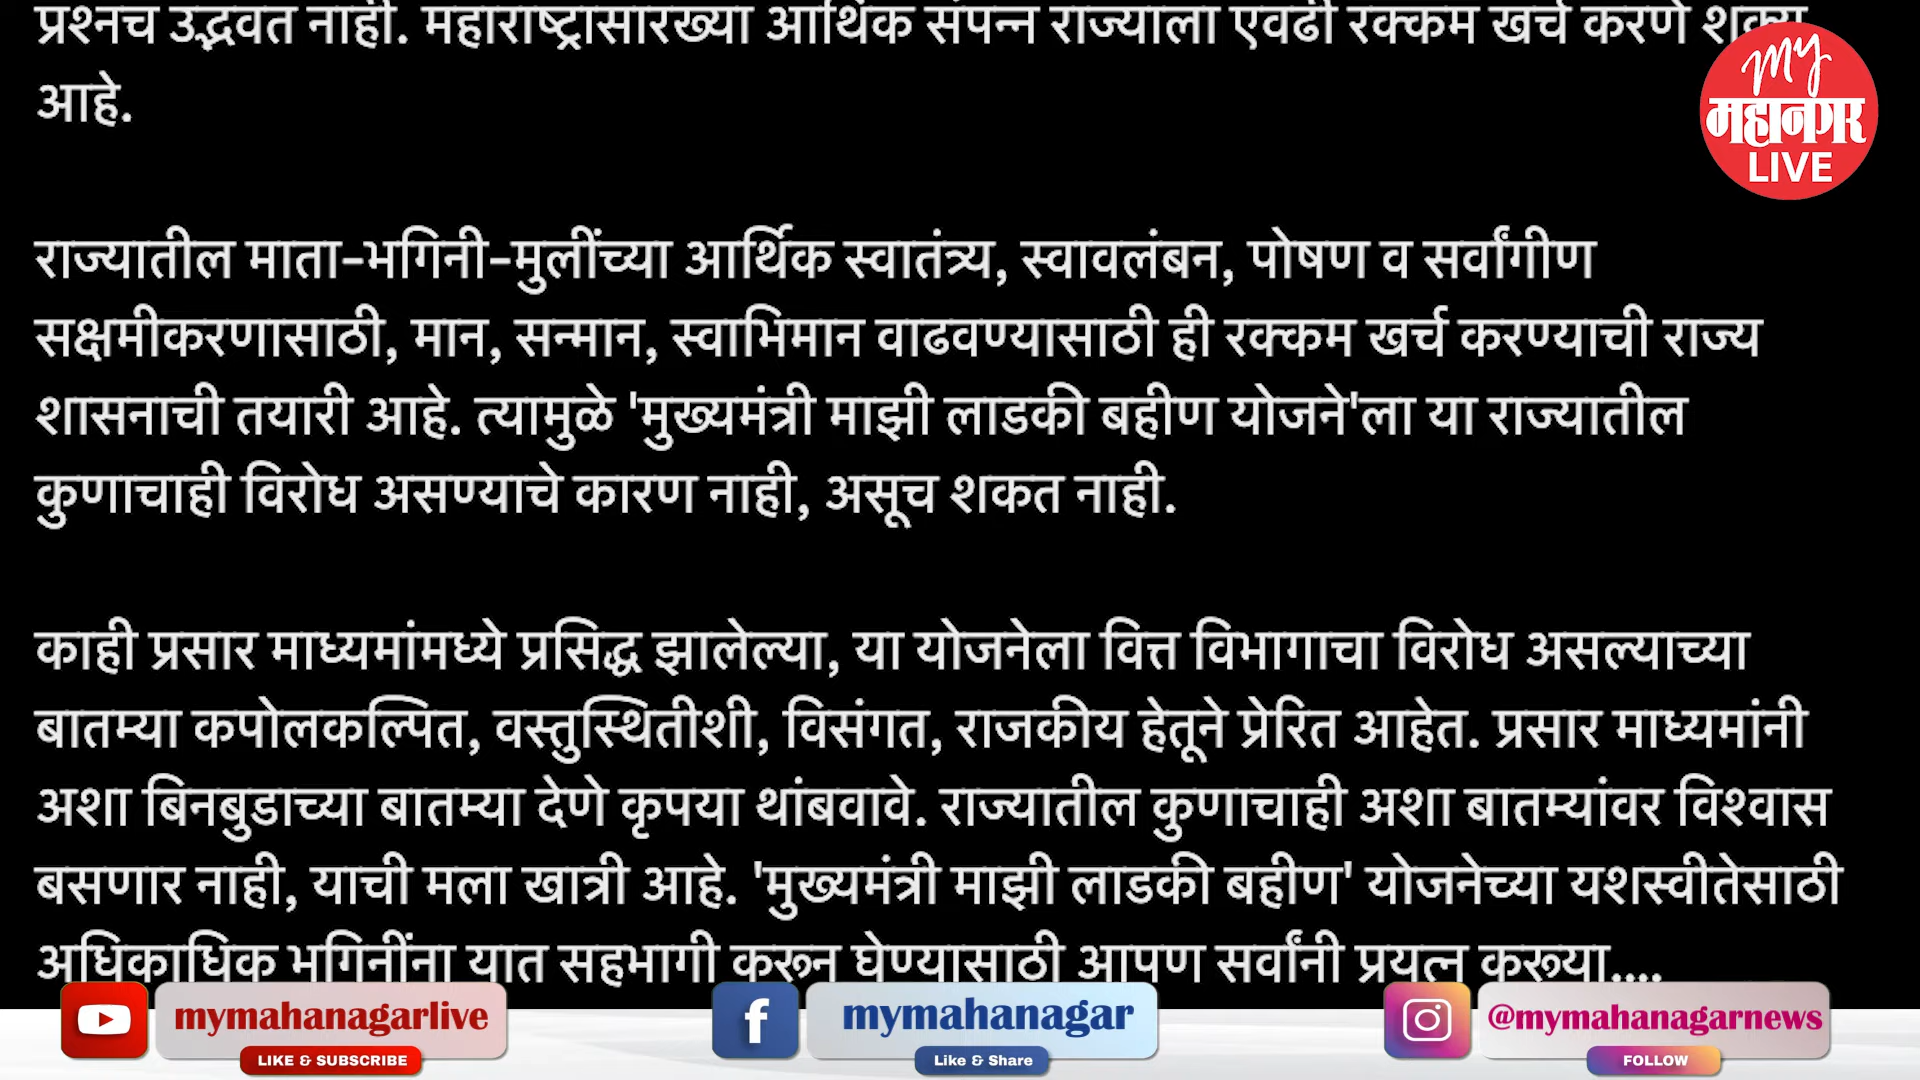 प्रश्नच उद्भवत नाही. महाराष्ट्रासारख्या आर्थिक संपन्न राज्याला एवढी रक्कम खर्च करणे शक्य
आहे.
राज्यातील माता-भगिनी-मुलींच्या आर्थिक स्वातंत्र्य, स्वावलंबन, पोषण व सर्वांगीण
सक्षमीकरणासाठी, मान, सन्मान, स्वाभिमान वाढवण्यासाठी ही रक्कम खर्च करण्याची राज्य
शासनाची तयारी आहे. त्यामुळे 'मुख्यमंत्री माझी लाडकी बहीण योजने'ला या राज्यातील
कुणाचाही विरोध असण्याचे कारण नाही, असूच शकत नाही.
काही प्रसार माध्यमांमध्ये प्रसिद्ध झालेल्या, या योजनेला वित्त विभागाचा विरोध असल्याच्या
बातम्या कपोलकल्पित, वस्तुस्थितीशी, विसंगत, राजकीय हेतूने प्रेरित आहेत. प्रसार माध्यमांनी
अशा बिनबुडाच्या बातम्या देणे कृपया थांबवावे. राज्यातील कुणाचाही अशा बातम्यांवर विश्वास
बसणार नाही, याची मला खात्री आहे. 'मुख्यमंत्री माझी लाडकी बहीण' योजनेच्या यशस्वीतेसाठी
अधिकाधिक भगिनींना यात सहभागी करून घेण्यासाठी आपण सर्वांनी प्रयत्न करूया....
my
महानगर
LIVE
mymahanagarlive
LIKE & SUBSCRIBE
mymahanagar
Like & Share
@mymahanagarnews
FOLLOW